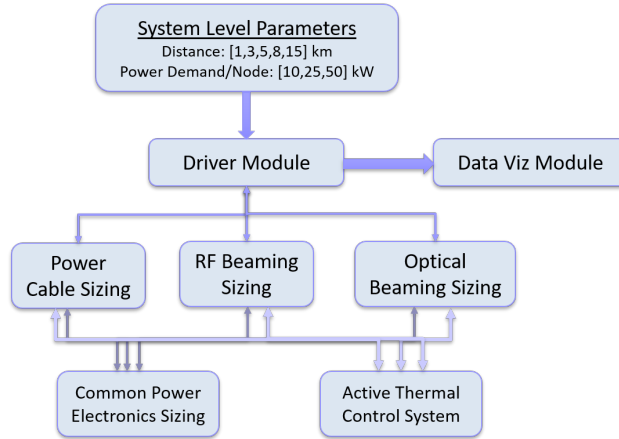 System Level Parameters
Distance: [1,3,5,8,15] km
Power Demand/Node: [10,25,50] kW
Driver Module
Data Viz Module
Power
Cable Sizing
RF Beaming
Sizing
Optical
Beaming Sizing
Common Power
Electronics Sizing
Active Thermal
Control System